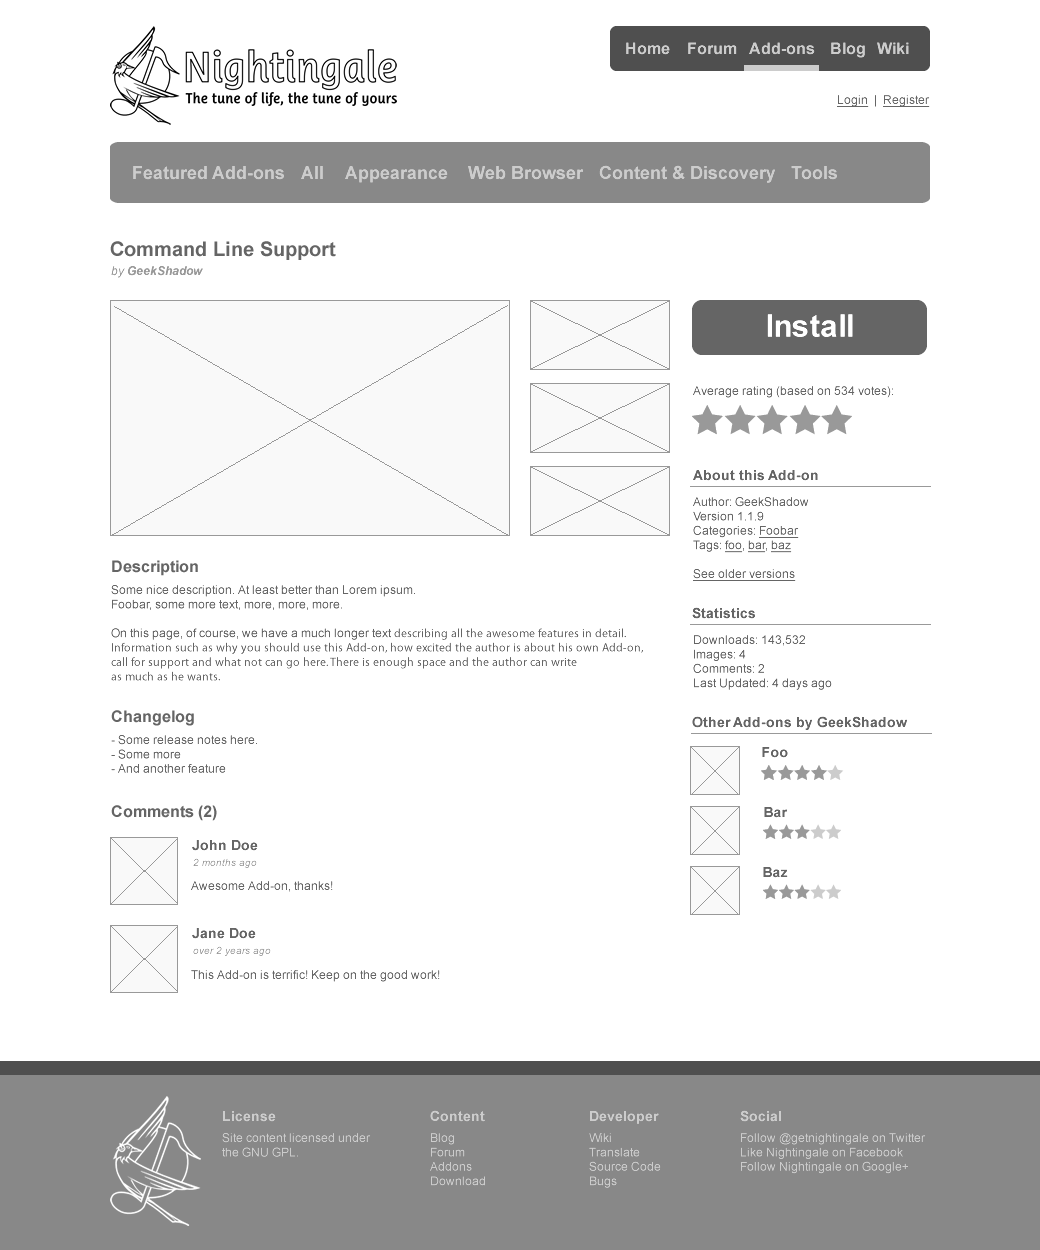 Nightingale
The tune of life, the tune of yours
Home Forum Add-ons Blog Wiki
Login | Register
Featured Add-ons All Appearance Web Browser Content & Discovery Tools
Command Line Support
by GeekShadow
Install
Average rating (based on 534 votes):
About this Add-on
Author: GeekShadow
Version 1.1.9
Categories: Foobar
Tags: foo, bar, baz
See older versions
Description
Some nice description. At least better than Lorem ipsum.
Foobar, some more text, more, more, more.
On this page, of course, we have a much longer text describing all the awesome features in detail.
Information such as why you should use this Add-on, how excited the author is about his own Add-on,
call for support and what not can go here. There is enough space and the author can write
as much as he wants.
Changelog
- Some release notes here.
- Some more
- And another feature
Comments (2)
John Doe
2 months ago
Awesome Add-on, thanks!
Jane Doe
over 2 years ago
This Add-on is terrific! Keep on the good work!
Statistics
Downloads: 143,532
Images: 4
Comments: 2
Last Updated: 4 days ago
Other Add-ons by GeekShadow
Foo
Bar
Baz
License
Site content licensed under
the GNU GPL.
Content
Blog
Forum
Addons
Download
Developer
Wiki
Translate
Source Code
Bugs
Social
Follow @getnightingale on Twitter
Like Nightingale on Facebook
Follow Nightingale on Google+